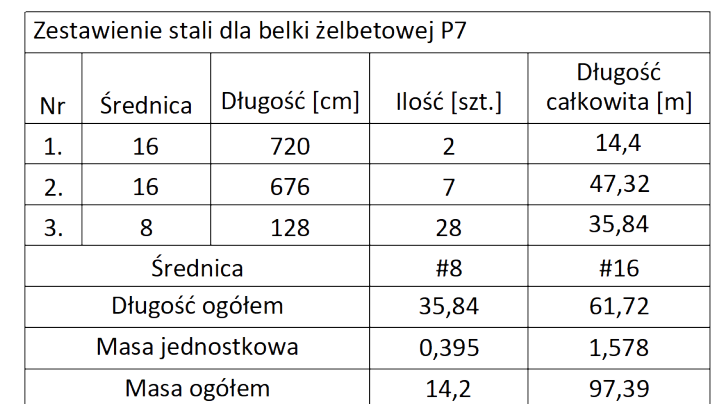 Zestawienie stali dla belki żelbetowej P7
Nr Średnica Długość [cm] Ilość [szt.] Długość całkowita [m]
1. 16 720 2 14,4
2. 16 676 7 47,32
3. 8 128 28 35,84
Średnica #8 #16
Długość ogółem 35,84 61,72
Masa jednostkowa 0,395 1,578
Masa ogółem 14,2 97,39